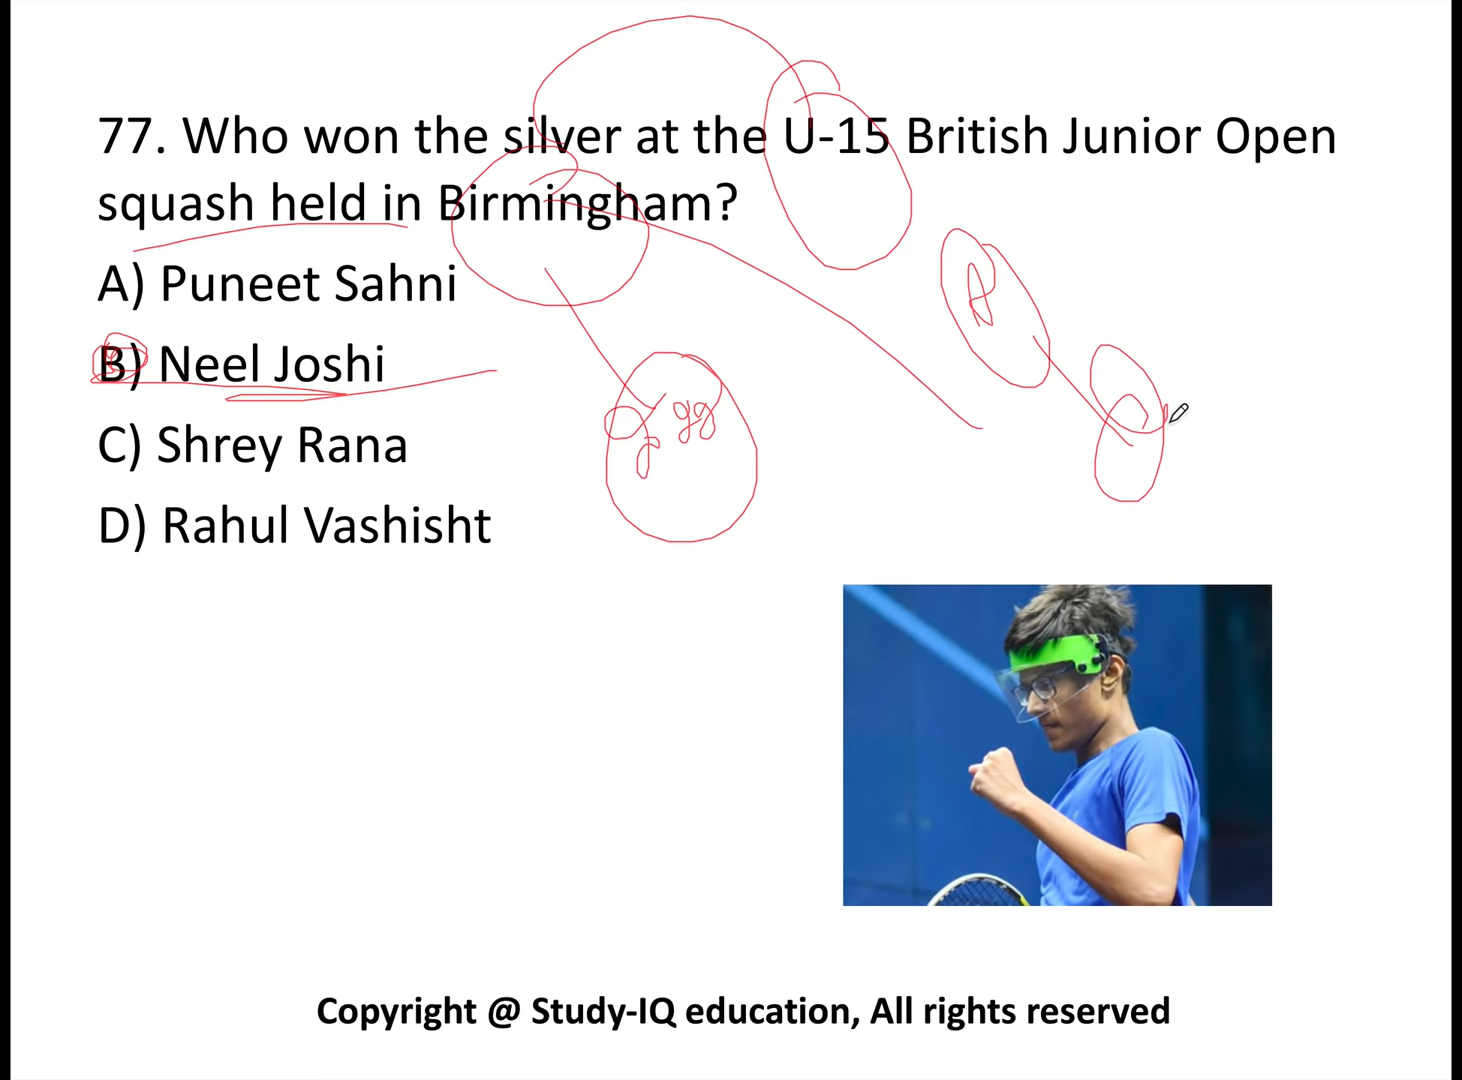 77. Who won the silver at the U-15 British Junior Open
squash held in Birmingham?
A) Puneet Sahni
B) Neel Joshi
C) Shrey Rana
D) Rahul Vashisht
Copyright @ Study-IQ education, All rights reserved